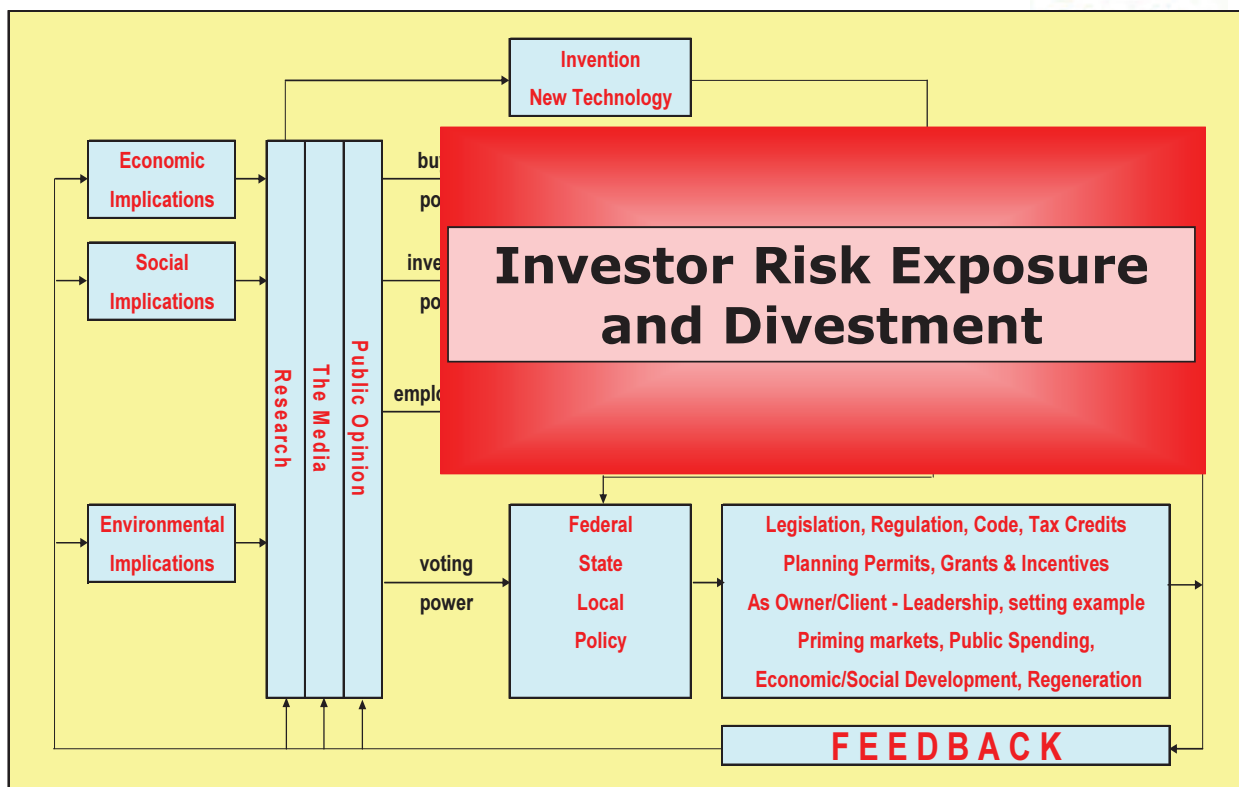 Invention
New Technology
Economic
Implications
Social
Implications
Environmental
Implications
Research
The Media
Public Opinion
Investor Risk Exposure
and Divestment
voting
power
Federal
State
Local
Policy
Legislation, Regulation, Code, Tax Credits
Planning Permits, Grants & Incentives
As Owner/Client - Leadership, setting example
Priming markets, Public Spending,
Economic/Social Development, Regeneration
FEEDBACK